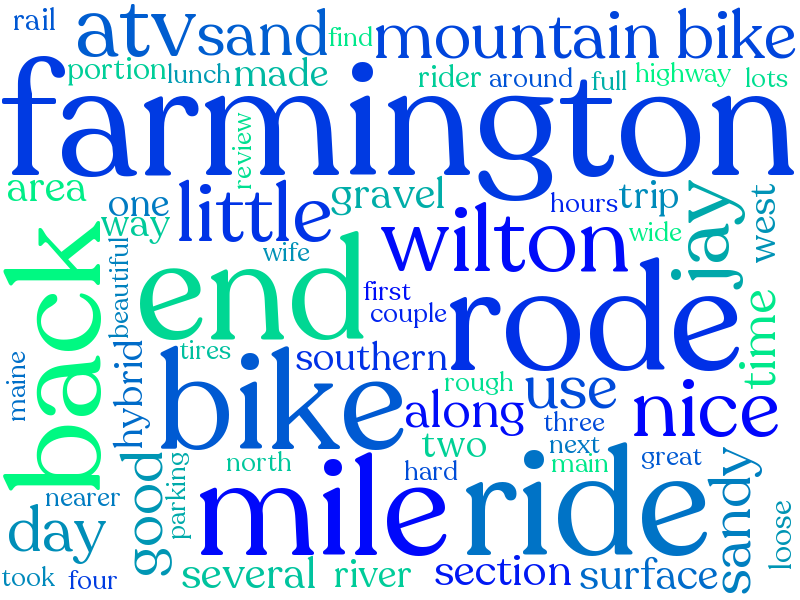 rail
atv
sand
find
mountain bike
portion
lunch
made
rider
around
full
highway
lots
farmington
review
area
one
way
little
gravel
hours
trip
jay
west
back
beautiful
wife
wilton
wide
end
first
couple
rode
time
maine
hybrid
tires
southern
rough
use
bike
along
three
nice
two
next
main
great
good
parking
north
hard
nearer
day
mile
ride
sandy
loose
took
four
several
river
section
surface